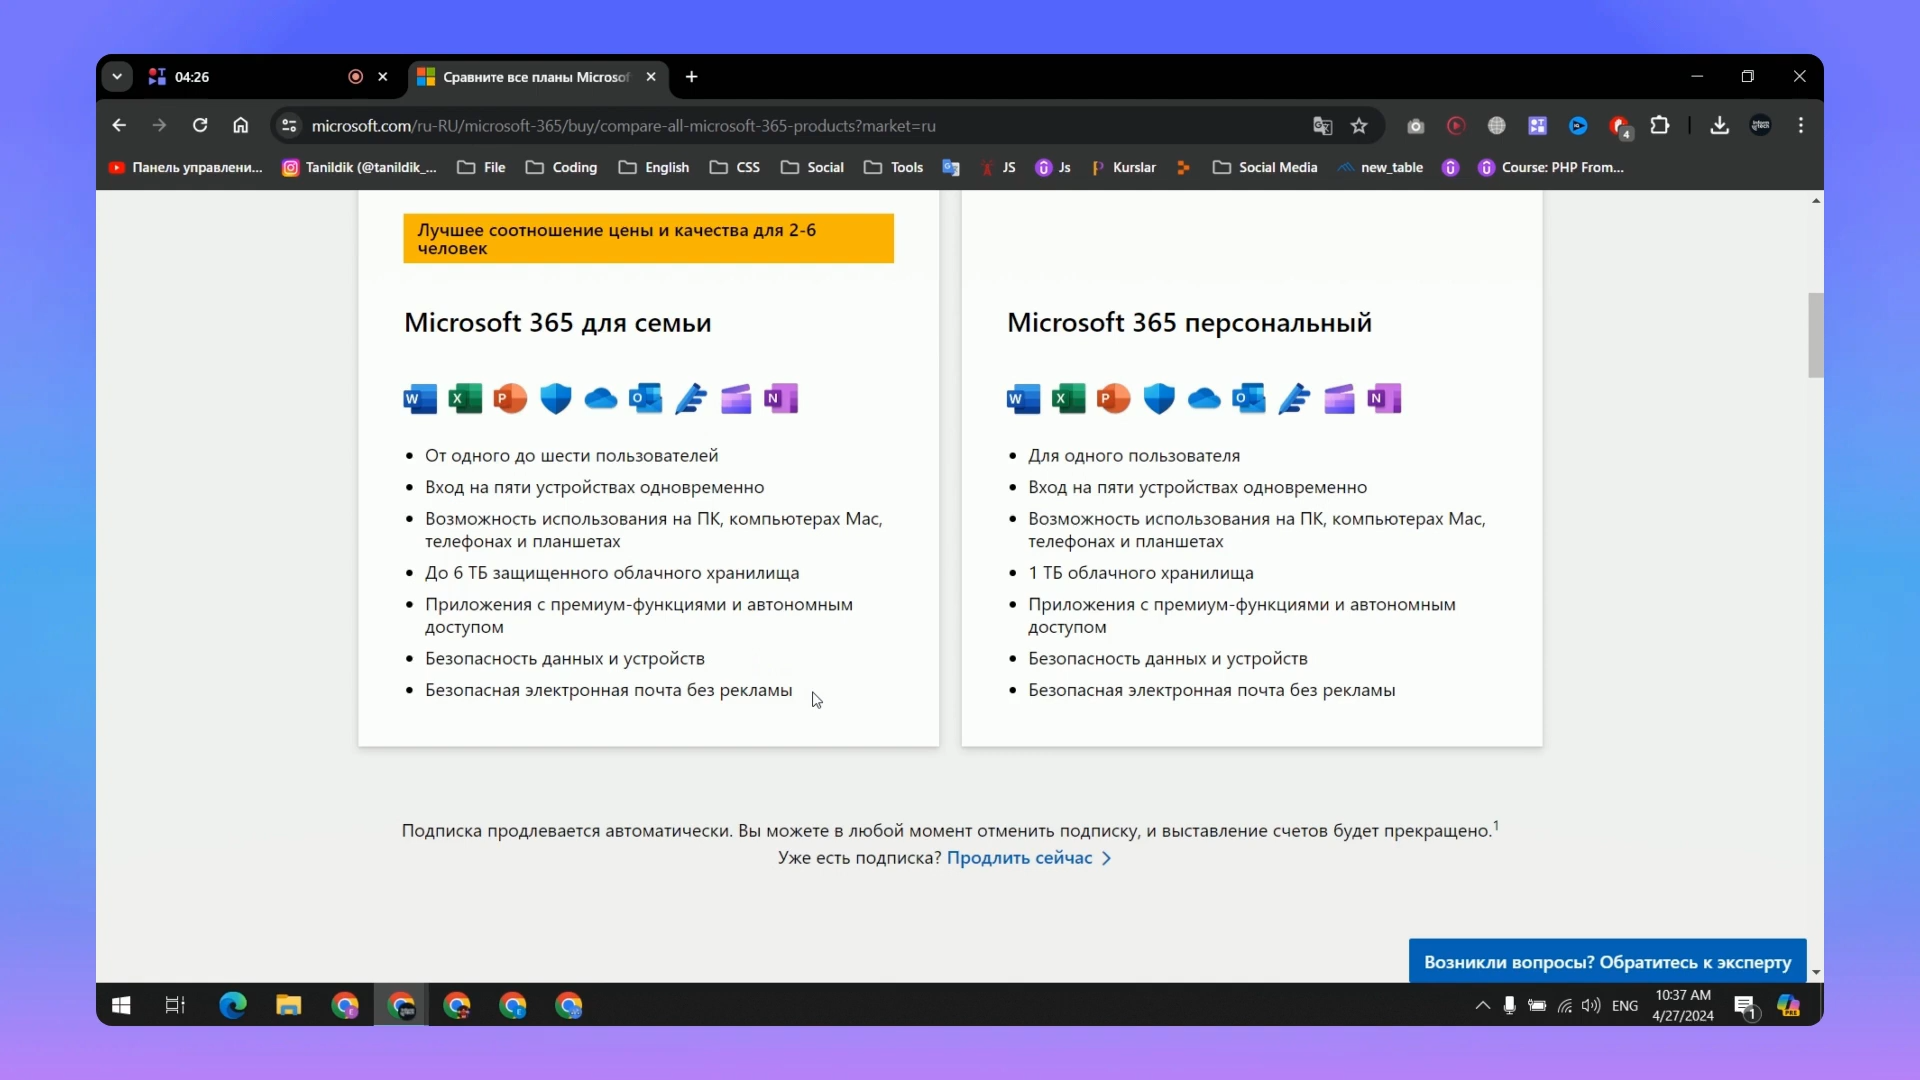 04:26
Сравните все планы Microsof
microsoft.com/ru-RU/microsoft-365/buy/compare-all-microsoft-365-products?market=ru
4
Панель управлени...
Tanildik (@tanildik_...
File
Coding
English
CSS
Social
Tools
JS
Js
Kurslar
Social Media
new_table
Course: PHP From...
Лучшее соотношение цены и качества для 2-6
человек
Microsoft 365 для семьи
От одного до шести пользователей
Вход на пяти устройствах одновременно
Возможность использования на ПК, компьютерах Mac,
телефонах и планшетах
До 6 ТБ защищенного облачного хранилища
Приложения с премиум-функциями и автономным
доступом
Безопасность данных и устройств
Безопасная электронная почта без рекламы
Microsoft 365 персональный
Для одного пользователя
Вход на пяти устройствах одновременно
Возможность использования на ПК, компьютерах Mac,
телефонах и планшетах
1 ТБ облачного хранилища
Приложения с премиум-функциями и автономным
доступом
Безопасность данных и устройств
Безопасная электронная почта без рекламы
Подписка продлевается автоматически. Вы можете в любой момент отменить подписку, и выставление счетов будет прекращено.1
Уже есть подписка? Продлить сейчас
Возникли вопросы? Обратитесь к эксперту
ENG
10:37 AM
4/27/2024
1